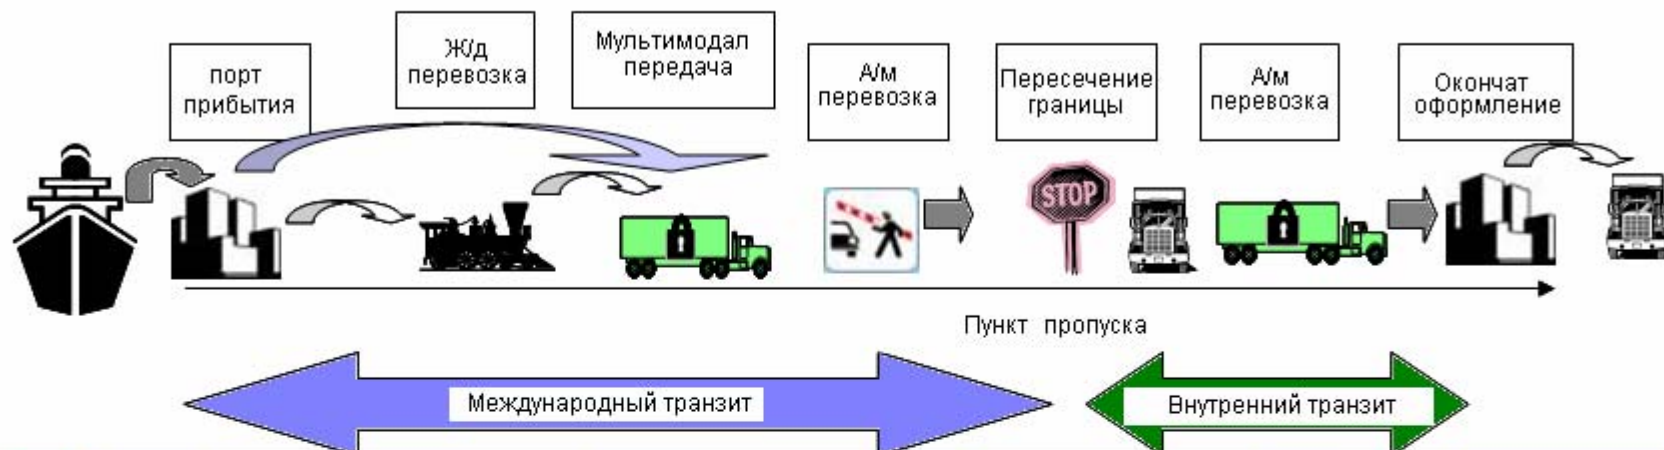 порт
прибытия
Ж/д
перевозка
Мультимодал
передача
А/м
перевозка
Пересечение
границы
А/м
перевозка
Окончат
оформление
STOP
Пункт пропуска
Международный транзит
Внутренний транзит